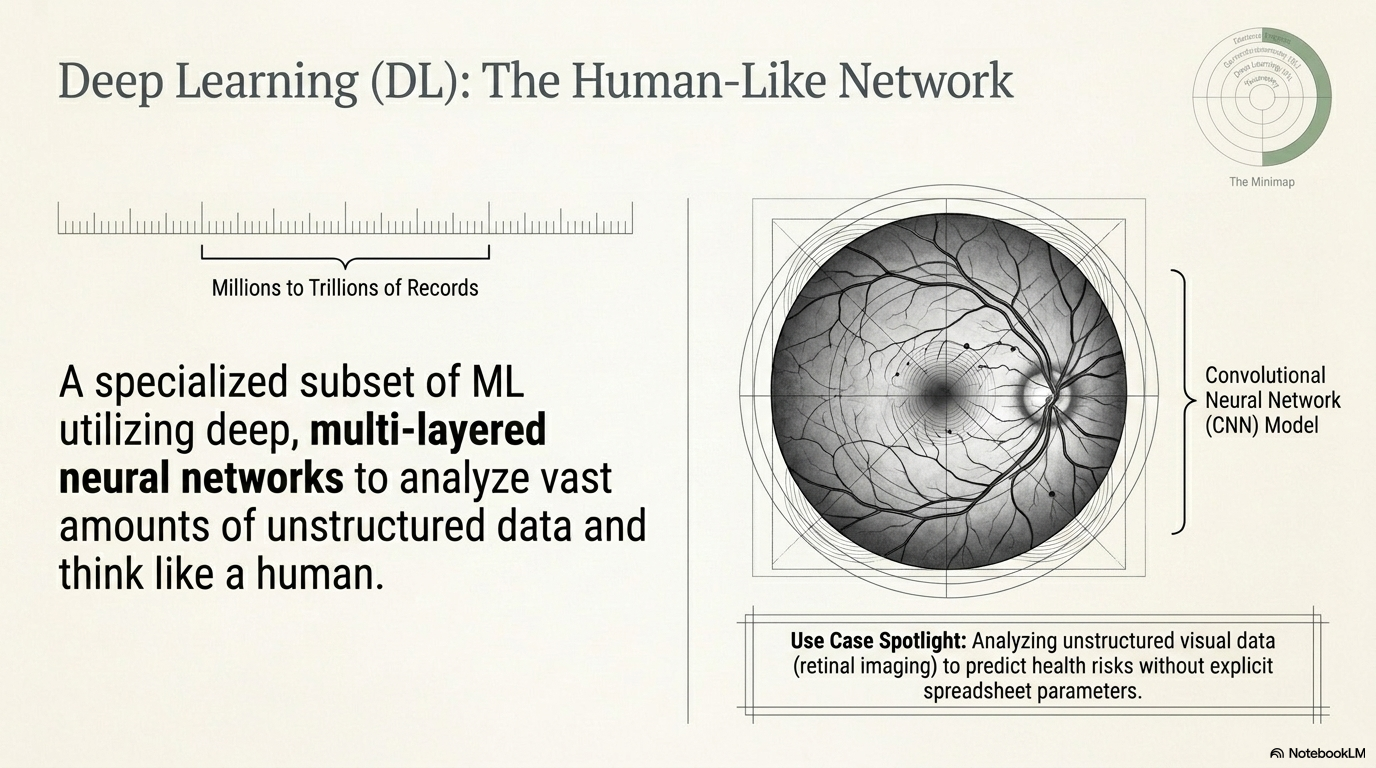 Deep Learning (DL): The Human-Like Network
The Minimap
Millions to Trillions of Records
A specialized subset of ML
utilizing deep, multi-layered
neural networks to analyze vast
amounts of unstructured data and
think like a human.
Convolutional
Neural Network
(CNN) Model
Use Case Spotlight: Analyzing unstructured visual data
(retinal imaging) to predict health risks without explicit
spreadsheet parameters.
NotebookLM